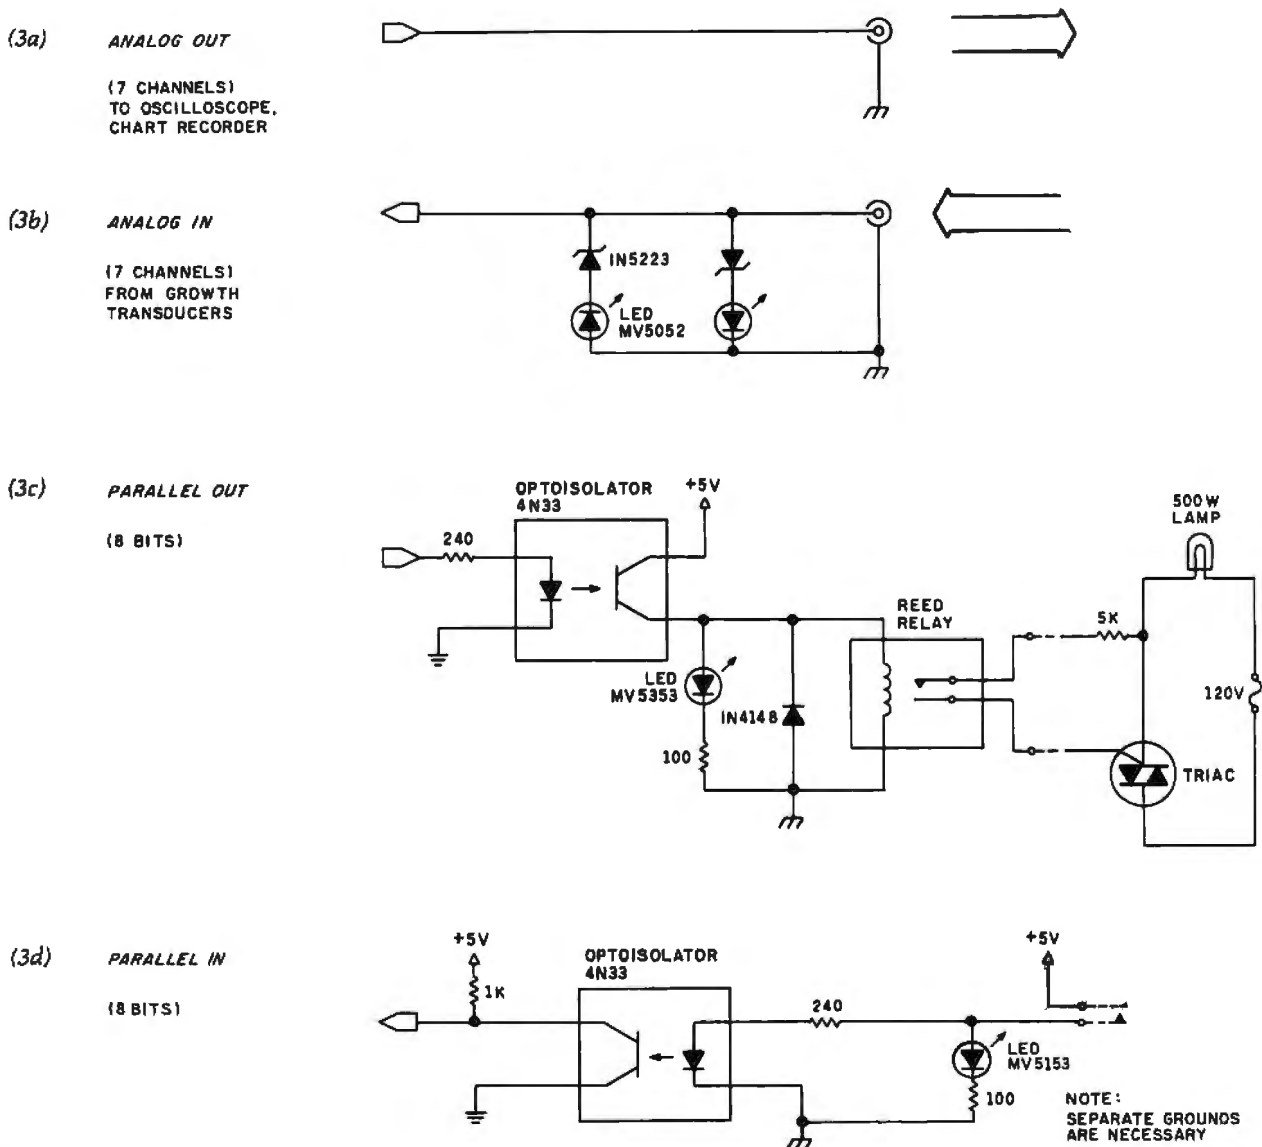 (3a) ANALOG OUT
(7 CHANNELS)
TO OSCILLOSCOPE,
CHART RECORDER
(3b) ANALOG IN
(7 CHANNELS)
FROM GROWTH
TRANSDUCERS
IN5223
LED
MV5052
(3c) PARALLEL OUT
(8 BITS)
240
OPTOISOLATOR
4N33
+5V
LED
MV5353
100
IN4148
REED
RELAY
5K
500W
LAMP
120V
TRIAC
(3d) PARALLEL IN
(8 BITS)
+5V
1K
OPTOISOLATOR
4N33
240
+5V
LED
MV5153
100
NOTE:
SEPARATE GROUNDS
ARE NECESSARY